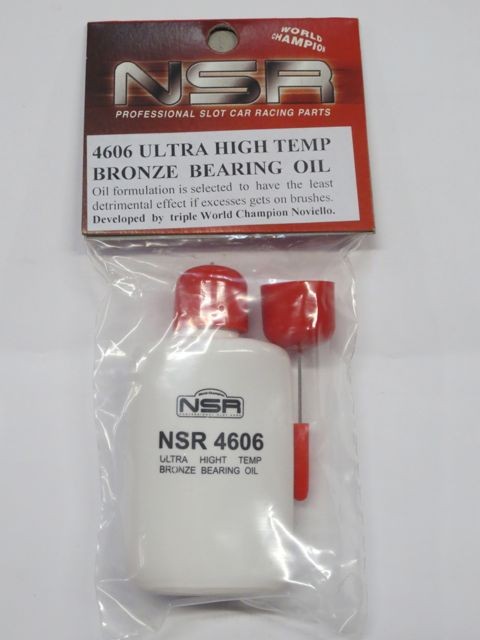 WORLD
CHAMPION
NSR
PROFESSIONAL SLOT CAR RACING PARTS
4606 ULTRA HIGH TEMP
BRONZE BEARING OIL
Oil formulation is selected to have the least
detrimental effect if excesses gets on brushes.
Developed by triple World Champion Noviello.
NSR
NSR 4606
ULTRA HIGHT TEMP
BRONZE BEARING OIL